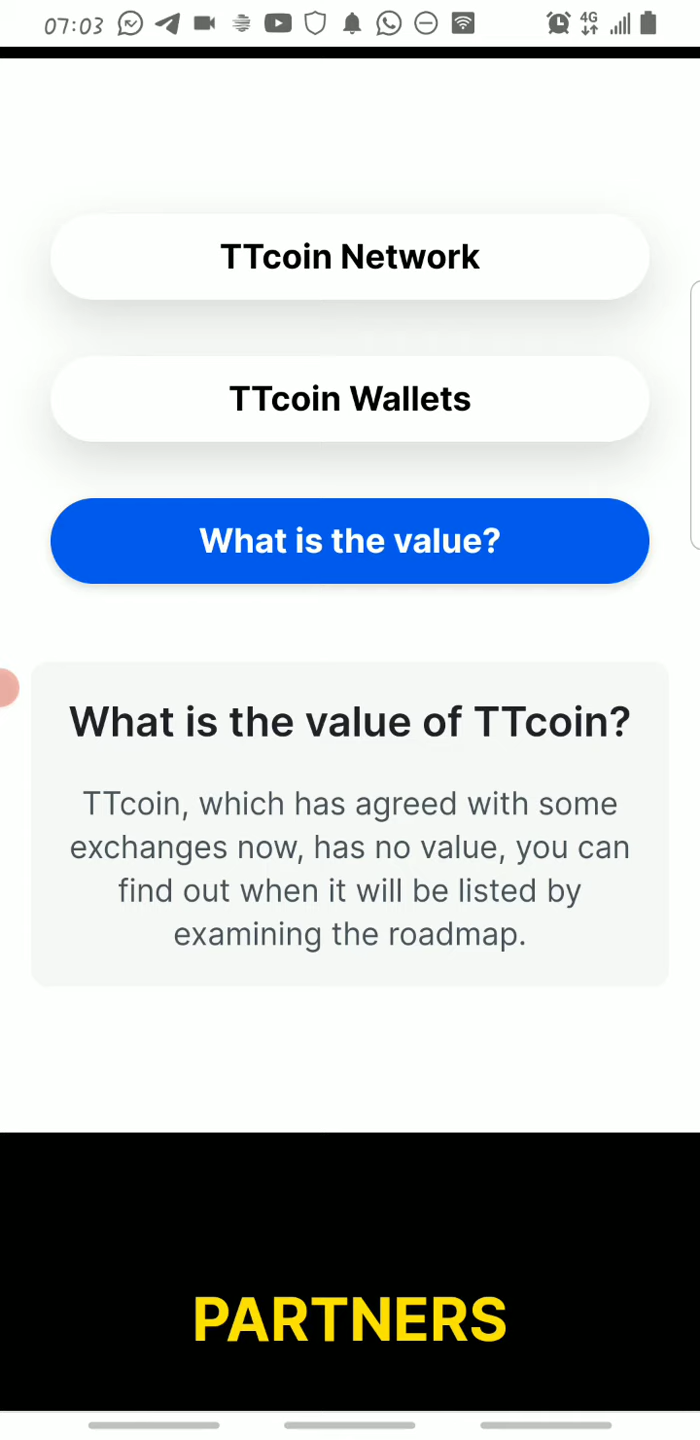 07:03
4G
TTcoin Network
TTcoin Wallets
What is the value?
What is the value of TTcoin?
TTcoin, which has agreed with some
exchanges now, has no value, you can
find out when it will be listed by
examining the roadmap.
PARTNERS